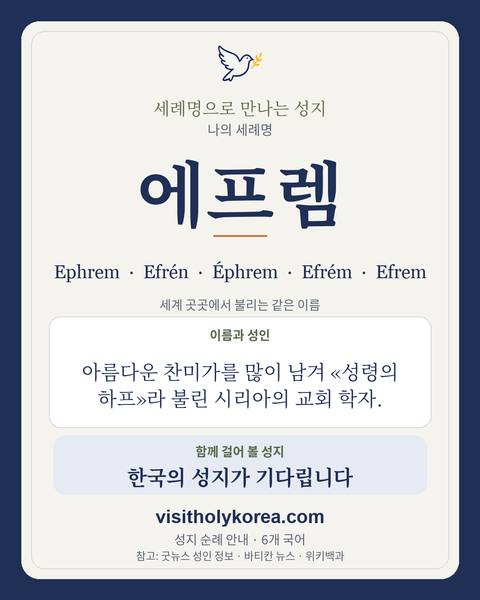 세례명으로 만나는 성지
나의 세례명
에프렘
Ephrem · Efrén · Éphrem · Efrém · Efrem
세계 곳곳에서 불리는 같은 이름
이름과 성인
아름다운 찬미가를 많이 남겨 «성령의
하프»라 불린 시리아의 교회 학자.
함께 걸어 볼 성지
한국의 성지가 기다립니다
visitholykorea.com
성지 순례 안내 · 6개 국어
참고: 굿뉴스 성인 정보 · 바티칸 뉴스 · 위키백과